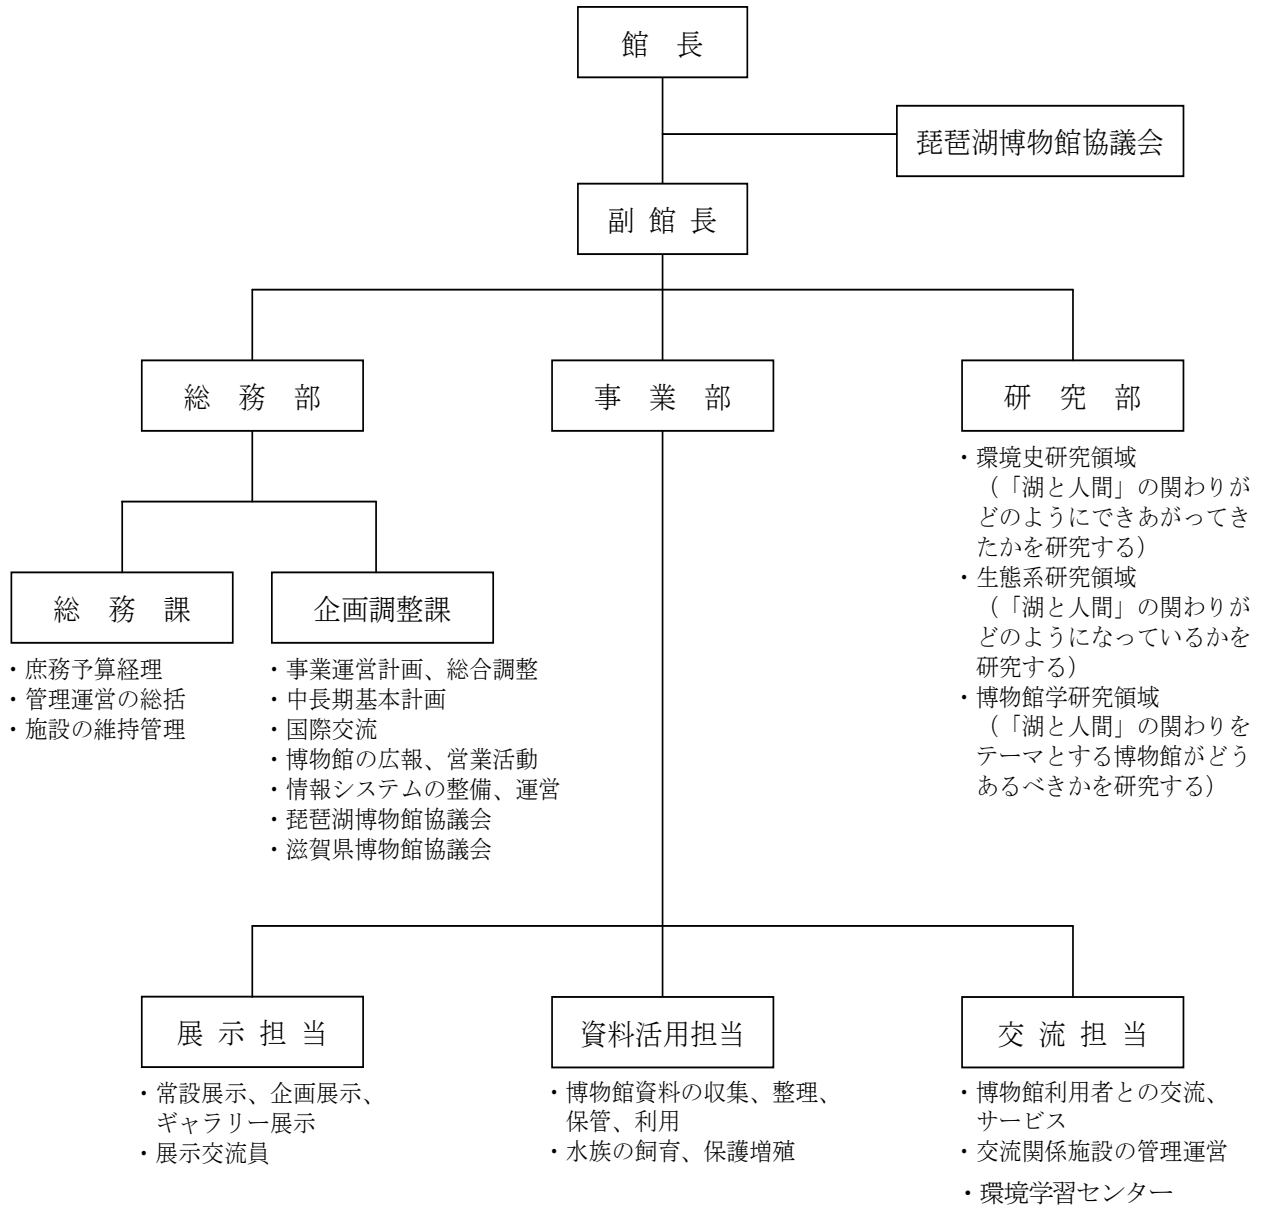 館　長
琵琶湖博物館協議会
副 館 長
総　務　部
事　業　部
研　究　部
・環境史研究領域
（「湖と人間」の関わりが
どのようにできあがってき
たかを研究する）
・生態系研究領域
（「湖と人間」の関わりが
どのようになっているかを
研究する）
・博物館学研究領域
（「湖と人間」の関わりを
テーマとする博物館がどう
あるべきかを研究する）
総　務　課
・庶務予算経理
・管理運営の総括
・施設の維持管理
企画調整課
・事業運営計画、総合調整
・中長期基本計画
・国際交流
・博物館の広報、営業活動
・情報システムの整備、運営
・琵琶湖博物館協議会
・滋賀県博物館協議会
展 示 担 当
・常設展示、企画展示、
ギャラリー展示
・展示交流員
資料活用担当
・博物館資料の収集、整理、
保管、利用
・水族の飼育、保護増殖
交 流 担 当
・博物館利用者との交流、
サービス
・交流関係施設の管理運営
・環境学習センター